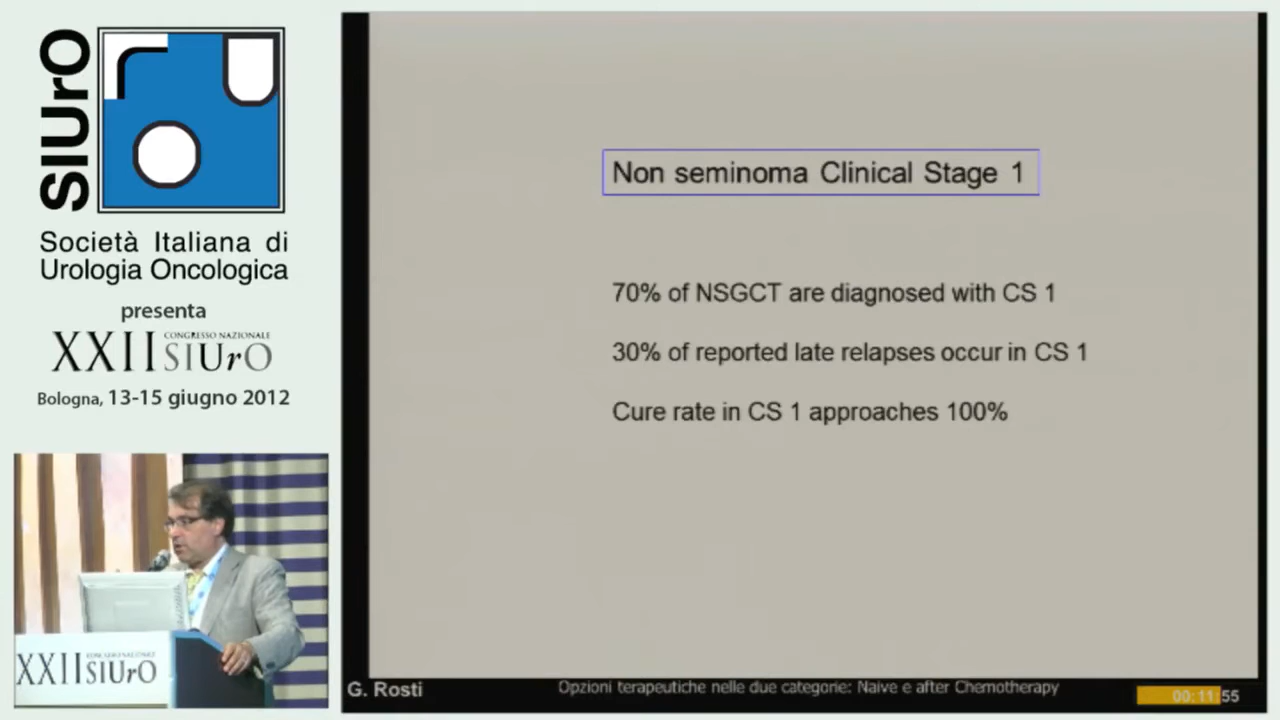 SIUrO
Società Italiana di
Urologia Oncologica
presenta
XXII CONGRESSO NAZIONALE
SIUrO
Bologna, 13-15 giugno 2012
XXII SIUrO
Non seminoma Clinical Stage 1
70% of NSGCT are diagnosed with CS 1
30% of reported late relapses occur in CS 1
Cure rate in CS 1 approaches 100%
G. Rosti
Opzioni terapeutiche nelle due categorie: Naive e after Chemotherapy
00:11:55